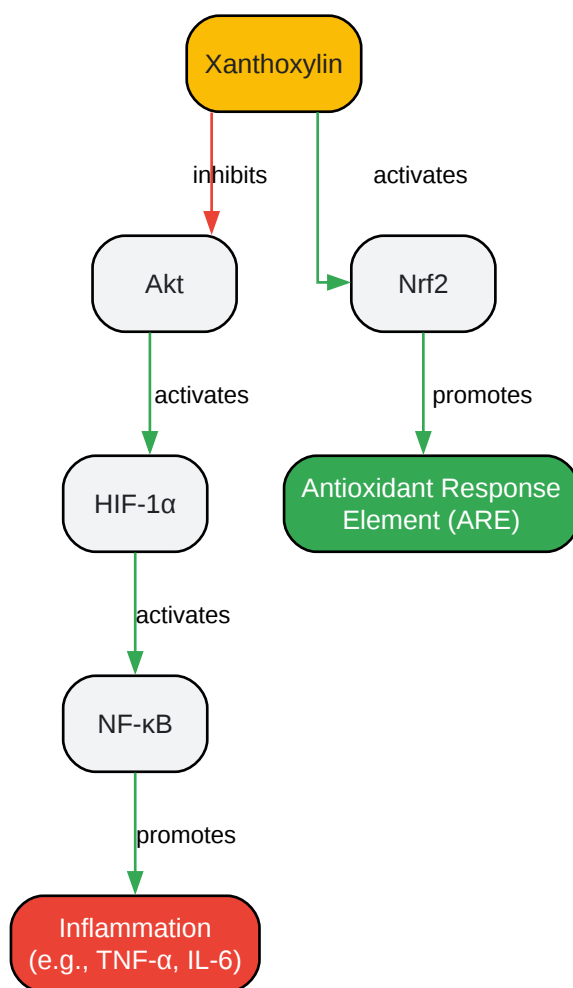 Xanthoxylin
inhibits
activates
Akt
Nrf2
activates
promotes
HIF-1α
Antioxidant Response
Element (ARE)
activates
NF-κB
promotes
Inflammation
(e.g., TNF-α, IL-6)